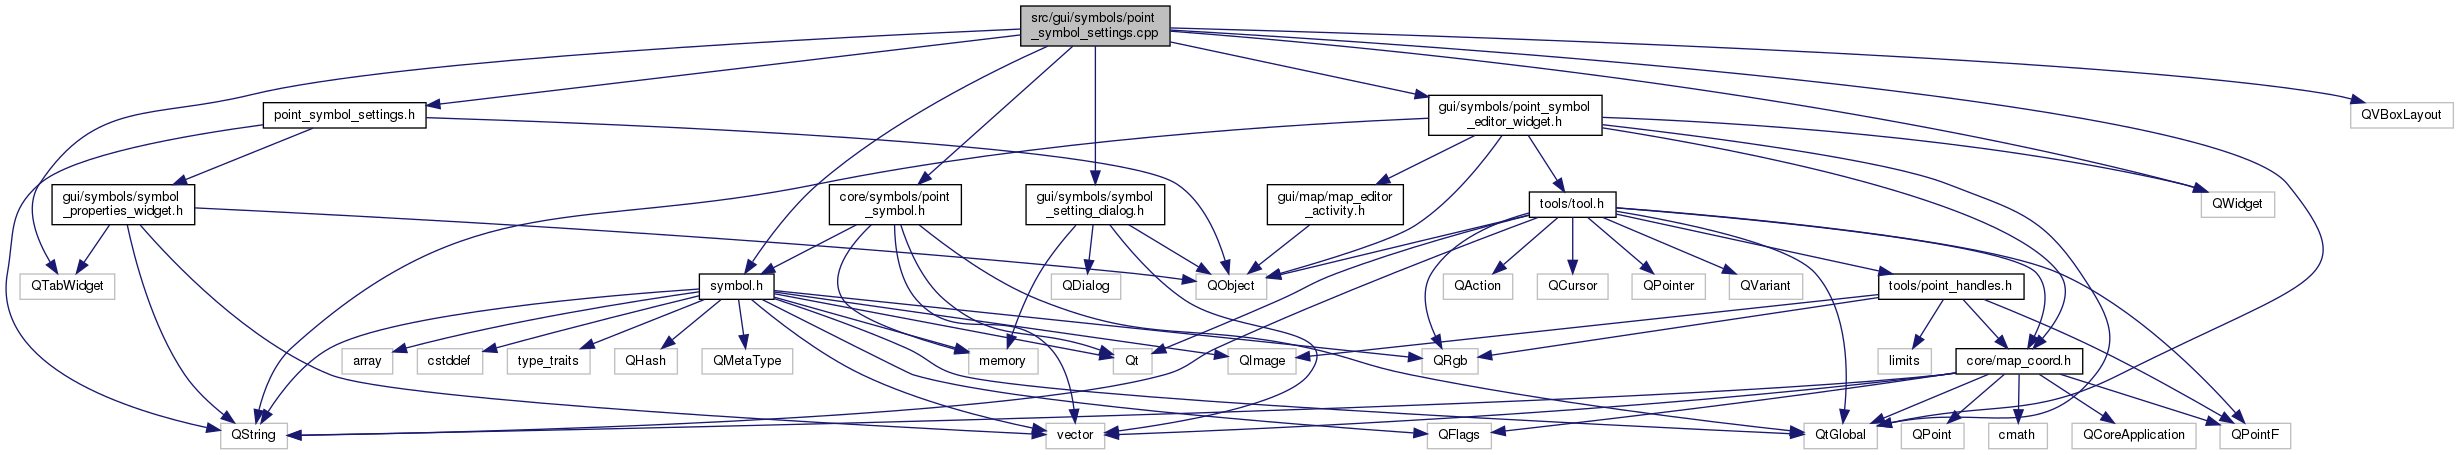 src/gui/symbols/point
_symbol_settings.cpp
point_symbol_settings.h
gui/symbols/point_symbol
_editor_widget.h
QVBoxLayout
gui/symbols/symbol
_properties_widget.h
core/symbols/point
_symbol.h
gui/symbols/symbol
_setting_dialog.h
gui/map/map_editor
_activity.h
tools/tool.h
QWidget
QTabWidget
symbol.h
QDialog
QObject
QAction
QCursor
QPointer
QVariant
tools/point_handles.h
array
cstddef
type_traits
QHash
QMetaType
memory
Qt
QImage
QRgb
limits
core/map_coord.h
QString
vector
QFlags
QtGlobal
QPoint
cmath
QCoreApplication
QPointF